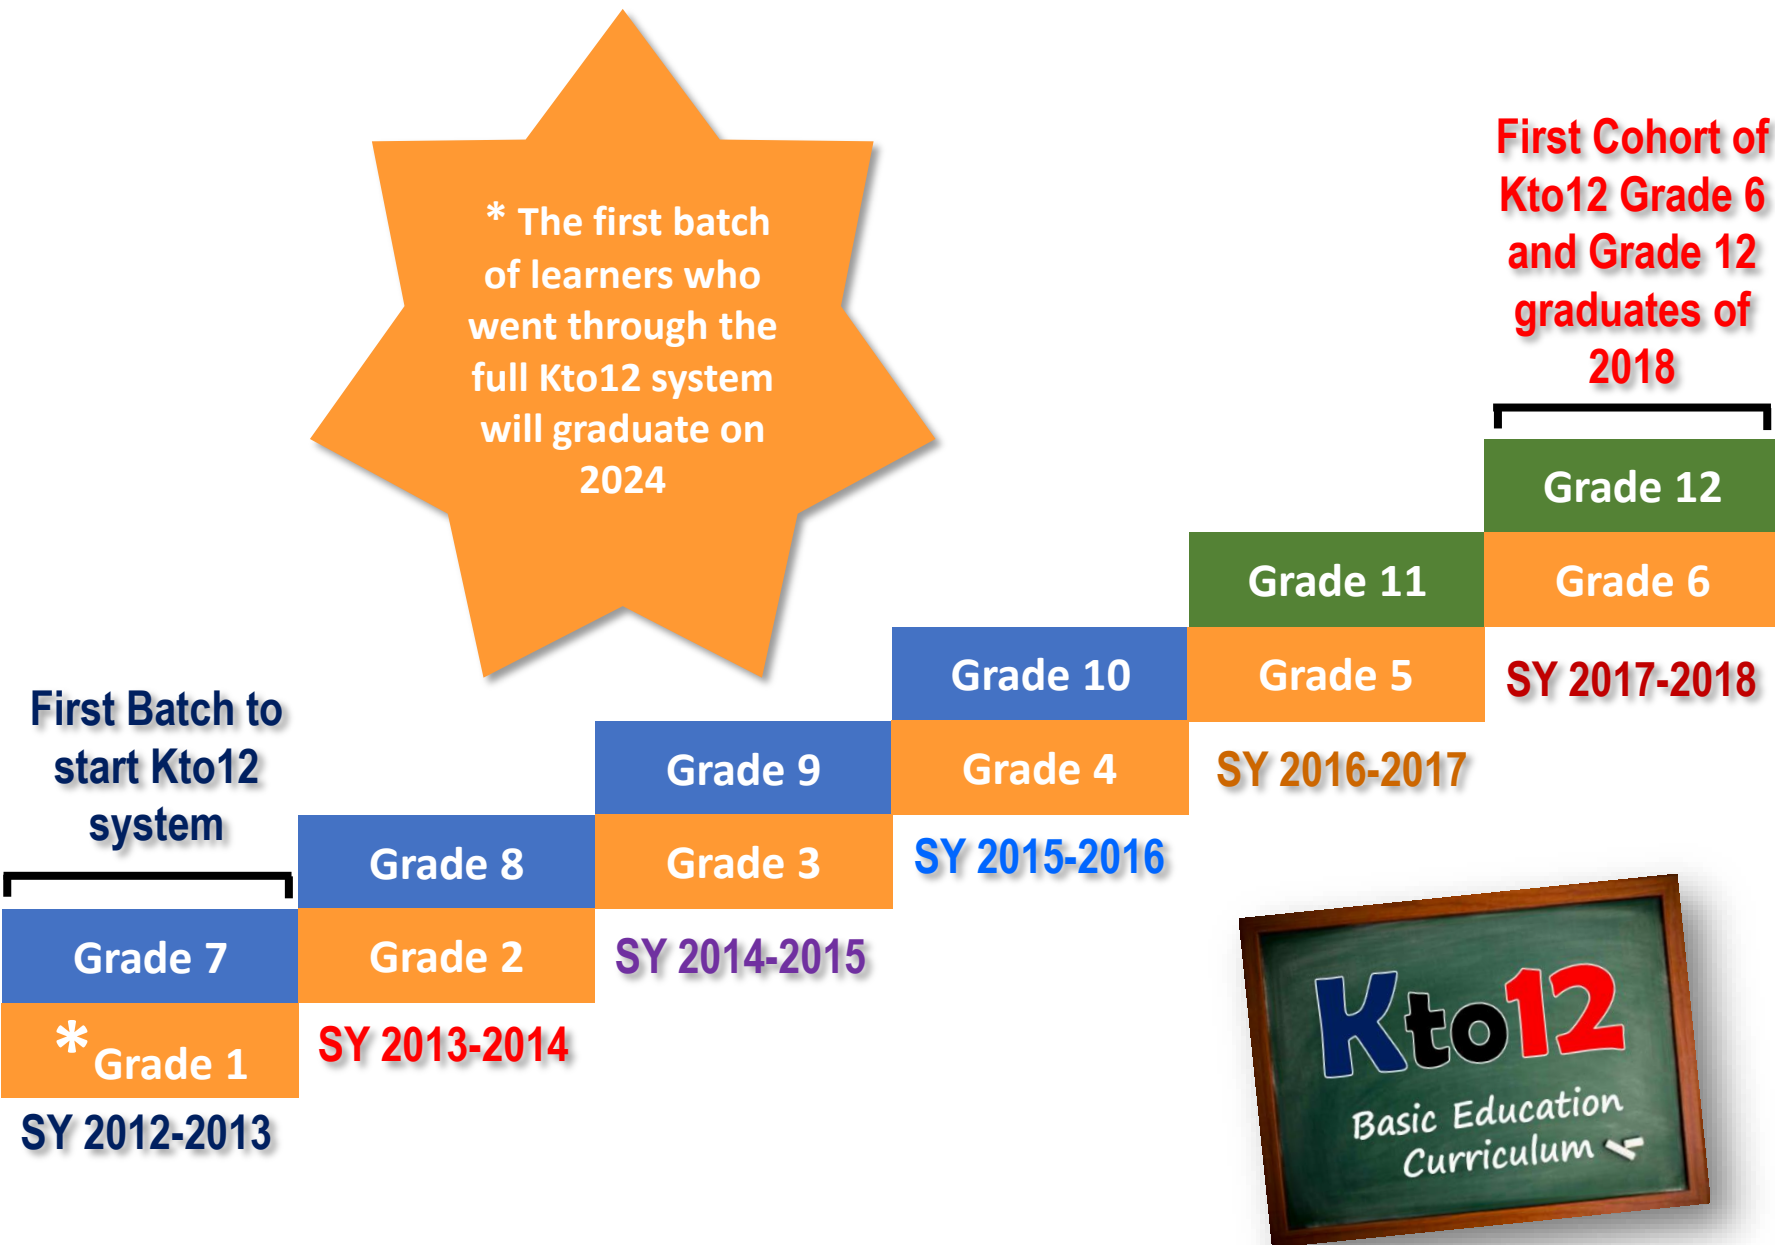 * The first batch
of learners who
went through the
full Kto12 system
will graduate on
2024
First Cohort of
Kto12 Grade 6
and Grade 12
graduates of
2018
Grade 12
Grade 11
Grade 6
Grade 10
Grade 5
SY 2017-2018
First Batch to
start Kto12
system
Grade 9
Grade 4
SY 2016-2017
Grade 8
Grade 3
SY 2015-2016
Grade 7
Grade 2
SY 2014-2015
*Grade 1
SY 2013-2014
SY 2012-2013
Kto12
Basic Education
Curriculum